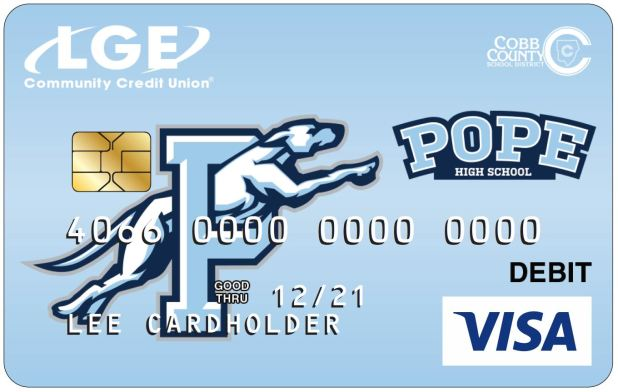 LGE
Community Credit Union®
COBB
COUNTY
SCHOOL DISTRICT
C
POPE
HIGH SCHOOL
P
4066 0000 0000 0000
DEBIT
GOOD
THRU 12/21
LEE CARDHOLDER
VISA